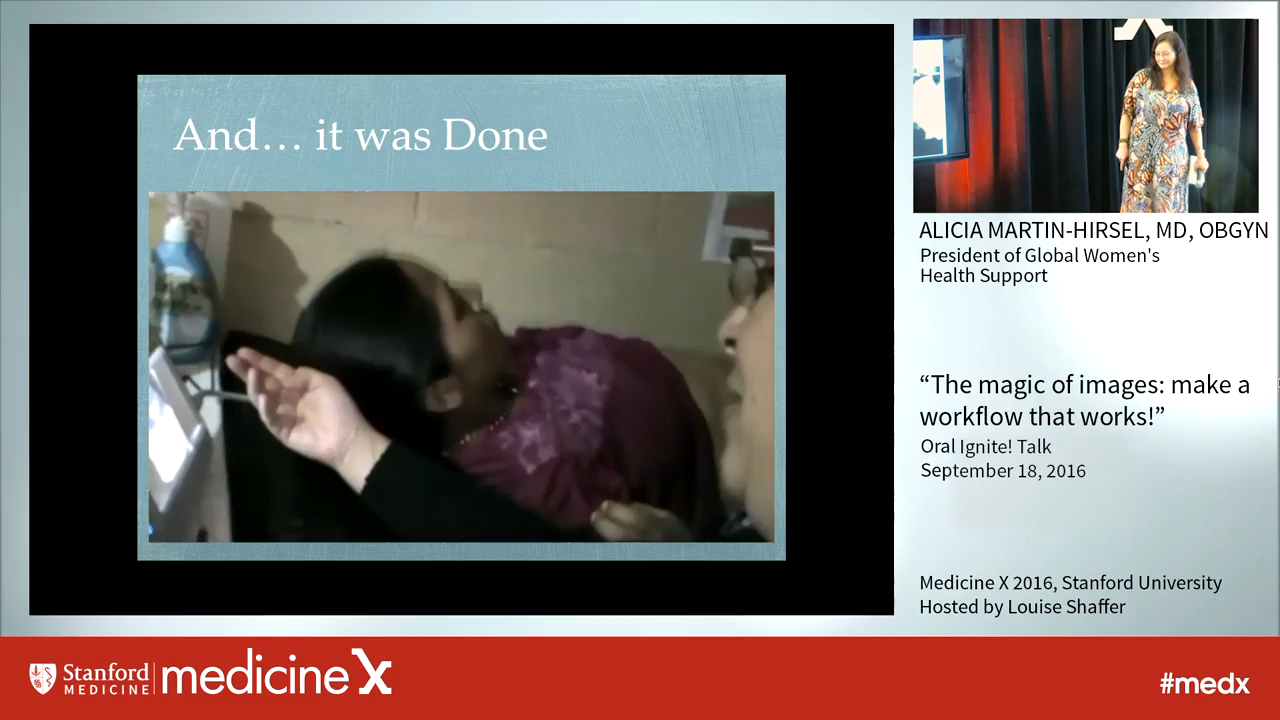 And… it was Done
ALICIA MARTIN-HIRSEL, MD, OBGYN
President of Global Women's
Health Support
“The magic of images: make a
workflow that works!”
Oral Ignite! Talk
September 18, 2016
Medicine X 2016, Stanford University
Hosted by Louise Shaffer
Stanford
MEDICINE
medicine X
#medx